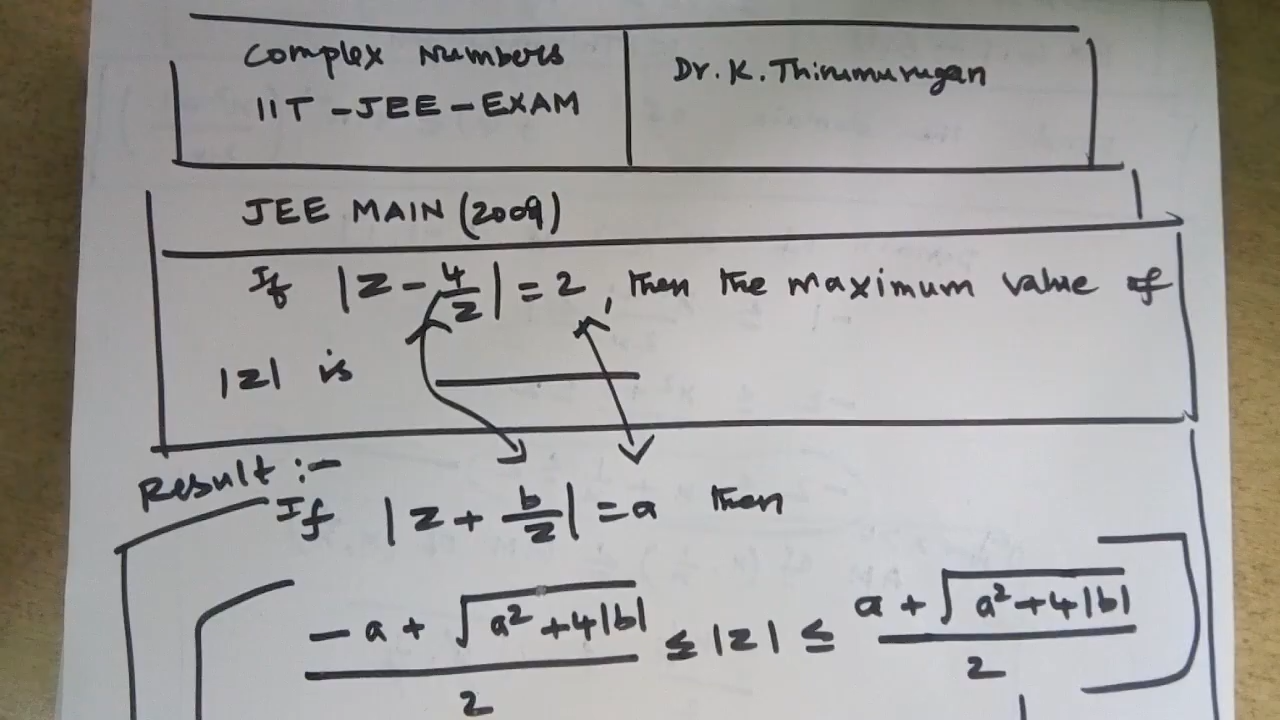 Complex Numbers
IIT - JEE - EXAM
Dr. K. Thirumurugan
JEE MAIN (2009)
If |z - 4/z| = 2, then the maximum value of
|z| is
Result :-
If |z + b/z| = a then
(-a + √(a² + 4|b|))/2 ≤ |z| ≤ (a + √(a² + 4|b|))/2